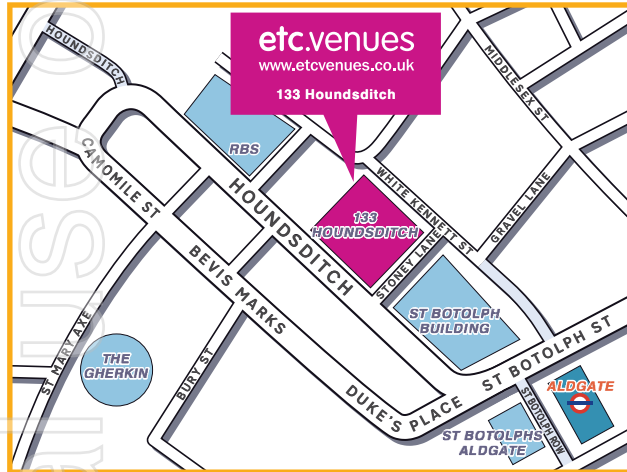 etc.venues
www.etcvenues.co.uk
133 Houndsditch
HOUNDSDITCH
MIDDLESEX ST
RBS
CAMOMILE ST
HOUNDSDITCH
WHITE KENNETT ST
GRAVEL LANE
133
HOUNDSDITCH
STONEY LANE
BEVIS MARKS
ST BOTOLPH
BUILDING
ST MARY AXE
THE
GHERKIN
BURY ST
DUKE'S PLACE
ST BOTOLPH ST
ALDGATE
ST BOTOLPH ROW
ST BOTOLPHS
ALDGATE
al use ©